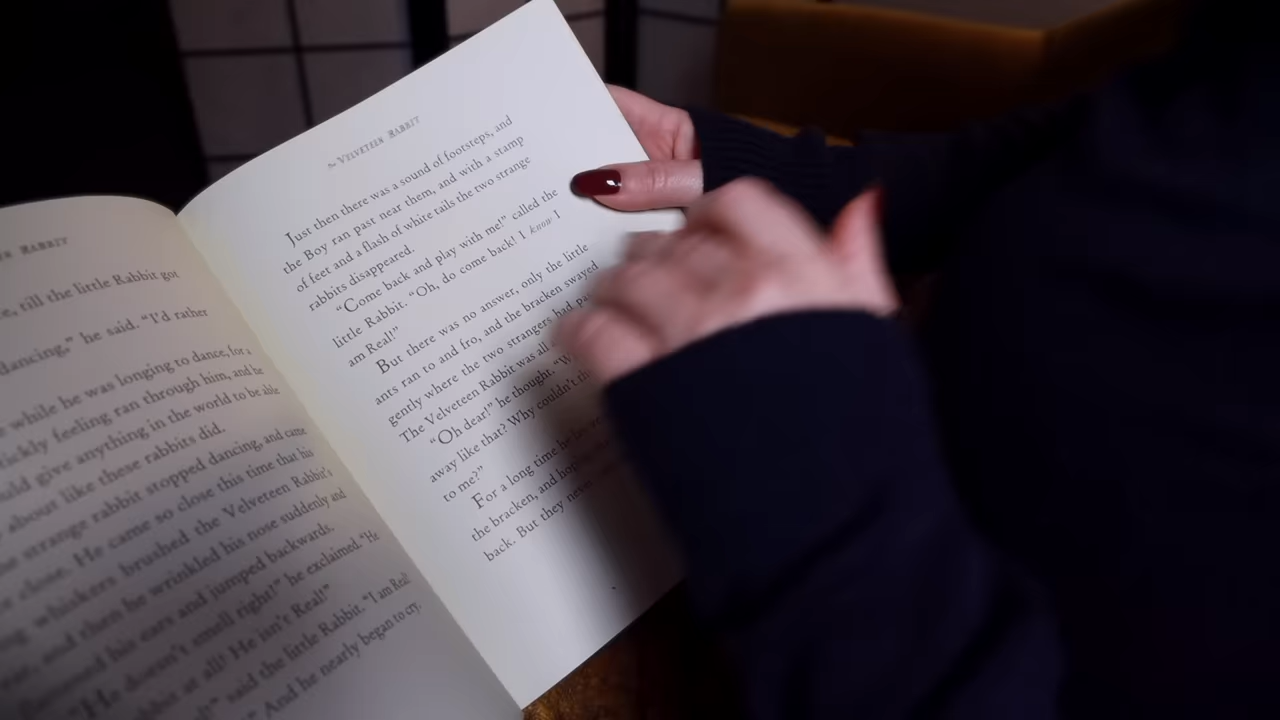 RABBIT
, till the little Rabbit got
dancing,” he said. “I’d rather
while he was longing to dance, for a
tickly feeling ran through him, and he
would give anything in the world to be able
about like these rabbits did.
strange rabbit stopped dancing, and came
close. He came so close this time that his
whiskers brushed the Velveteen Rabbit’s
and then he wrinkled his nose suddenly and
his ears and jumped backwards.
“He doesn’t smell right!” he exclaimed. “He
at all! He isn’t Real!”
said the little Rabbit. “I am Real!
And he nearly began to cry.
The VELVETEEN RABBIT
Just then there was a sound of footsteps, and
the Boy ran past near them, and with a stamp
of feet and a flash of white tails the two strange
rabbits disappeared.
“Come back and play with me!” called the
little Rabbit. “Oh, do come back! I know I
am Real!”
But there was no answer, only the little
ants ran to and fro, and the bracken swayed
gently where the two strangers had
The Velveteen Rabbit was all
“Oh dear!” he thought.
away like that? Why couldn’t
to me?”
For a long time he
the bracken, and
back. But they never